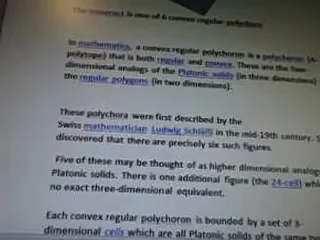 The tesseract is one of 6 convex regular polychora
In mathematics, a convex regular polychoron is a polychoron (4-
polytope) that is both regular and convex. These are the four-
dimensional analogs of the Platonic solids (in three dimensions)
the regular polygons (in two dimensions).
These polychora were first described by the
Swiss mathematician Ludwig Schläfli in the mid-19th century. S
discovered that there are precisely six such figures.
Five of these may be thought of as higher dimensional analogs
Platonic solids. There is one additional figure (the 24-cell) whi
no exact three-dimensional equivalent.
Each convex regular polychoron is bounded by a set of 3-
dimensional cells which are all Platonic solids of the same